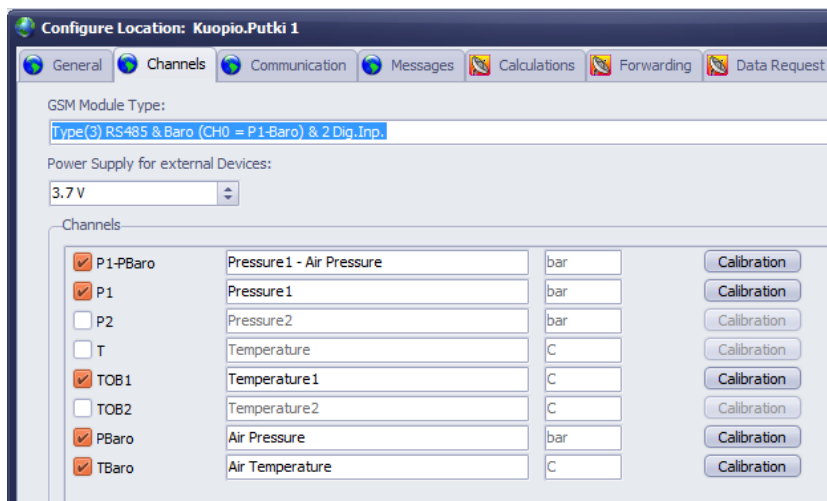 Configure Location: Kuopio.Putki 1
General Channels Communication Messages Calculations Forwarding Data Request
GSM Module Type:
Type(3) RS485 & Baro (CH0 = P1-Baro) & 2 Dig.Inp.
Power Supply for external Devices:
3.7 V
Channels
P1-PBaro Pressure1 - Air Pressure bar Calibration
P1 Pressure1 bar Calibration
P2 Pressure2 bar Calibration
T Temperature C Calibration
TOB1 Temperature1 C Calibration
TOB2 Temperature2 C Calibration
PBaro Air Pressure bar Calibration
TBaro Air Temperature C Calibration